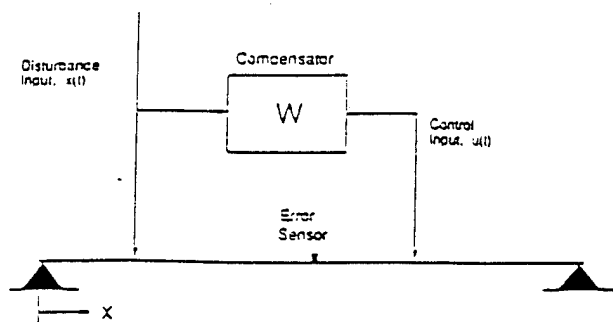 Disturbance
Input, x(t)
Compensator
W
Control
Input, u(t)
Error
Sensor
X